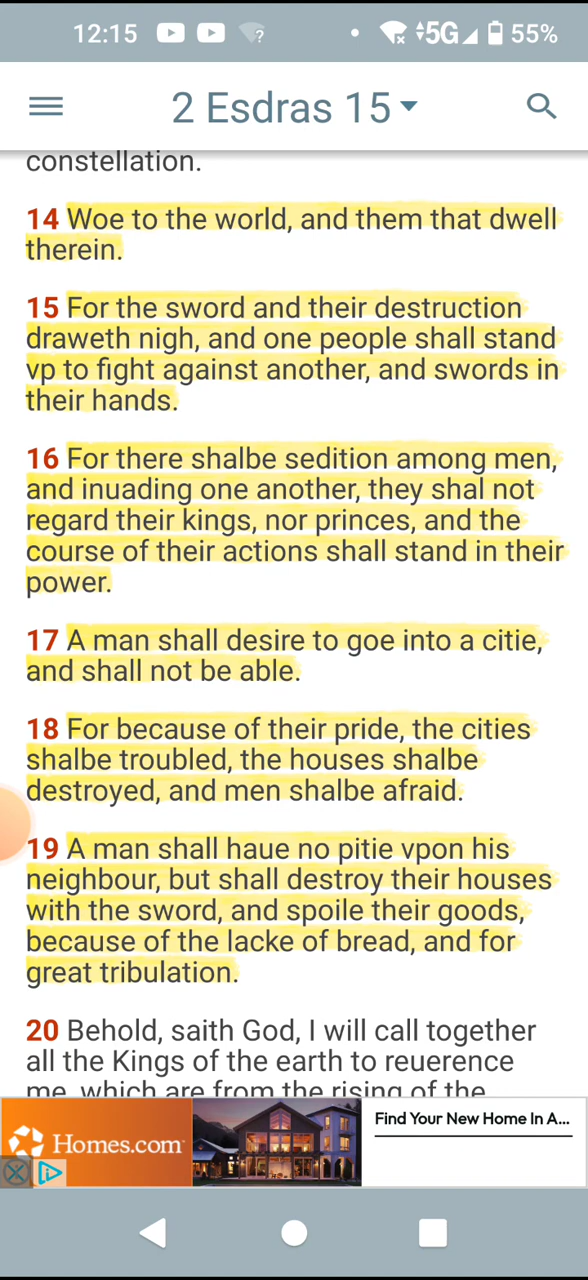 12:15
?
5G
55%
2 Esdras 15
constellation.
14 Woe to the world, and them that dwell
therein.
15 For the sword and their destruction
draweth nigh, and one people shall stand
vp to fight against another, and swords in
their hands.
16 For there shalbe sedition among men,
and inuading one another, they shal not
regard their kings, nor princes, and the
course of their actions shall stand in their
power.
17 A man shall desire to goe into a citie,
and shall not be able.
18 For because of their pride, the cities
shalbe troubled, the houses shalbe
destroyed, and men shalbe afraid.
19 A man shall haue no pitie vpon his
neighbour, but shall destroy their houses
with the sword, and spoile their goods,
because of the lacke of bread, and for
great tribulation.
20 Behold, saith God, I will call together
all the Kings of the earth to reuerence
me, which are from the rising of the
Homes.com
Find Your New Home In A...